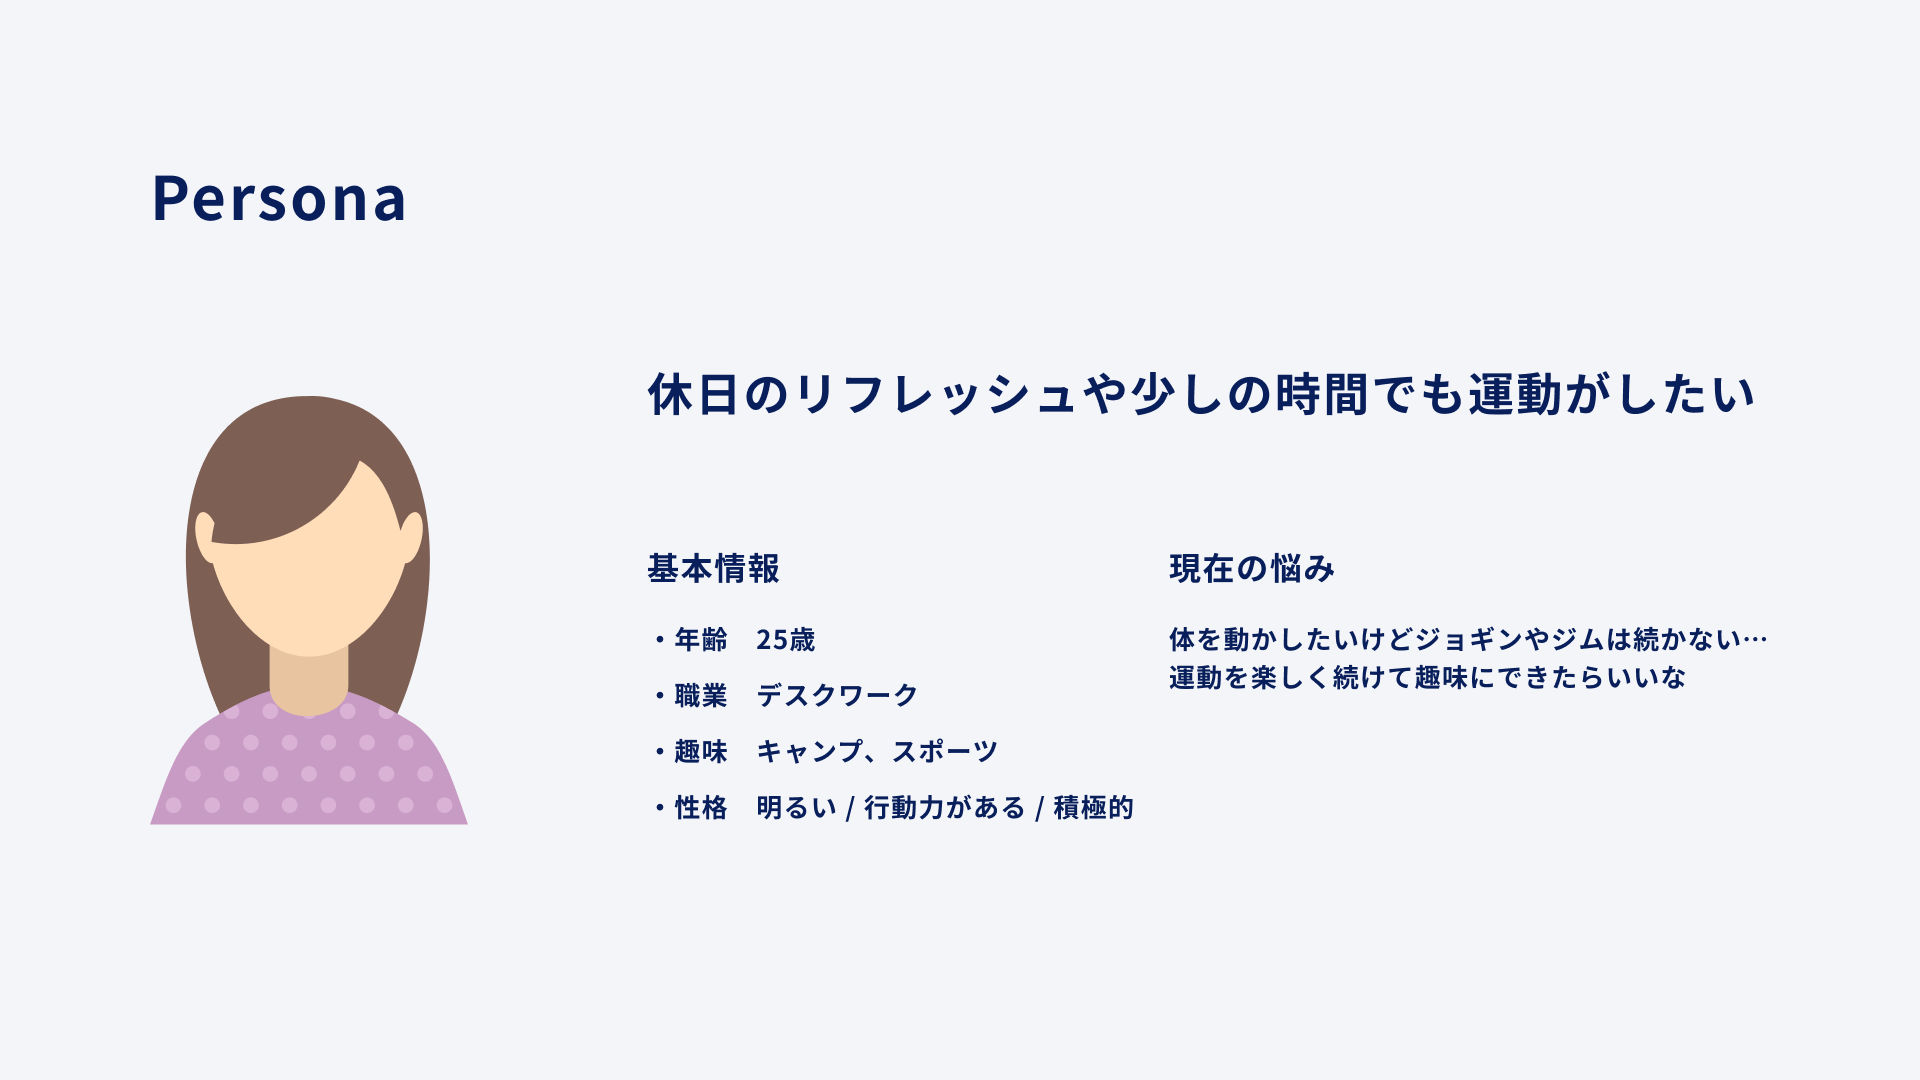 Persona
休日のリフレッシュや少しの時間でも運動がしたい
基本情報
・年齢　25歳
・職業　デスクワーク
・趣味　キャンプ、スポーツ
・性格　明るい / 行動力がある / 積極的
現在の悩み
体を動かしたいけどジョギンやジムは続かない…
運動を楽しく続けて趣味にできたらいいな